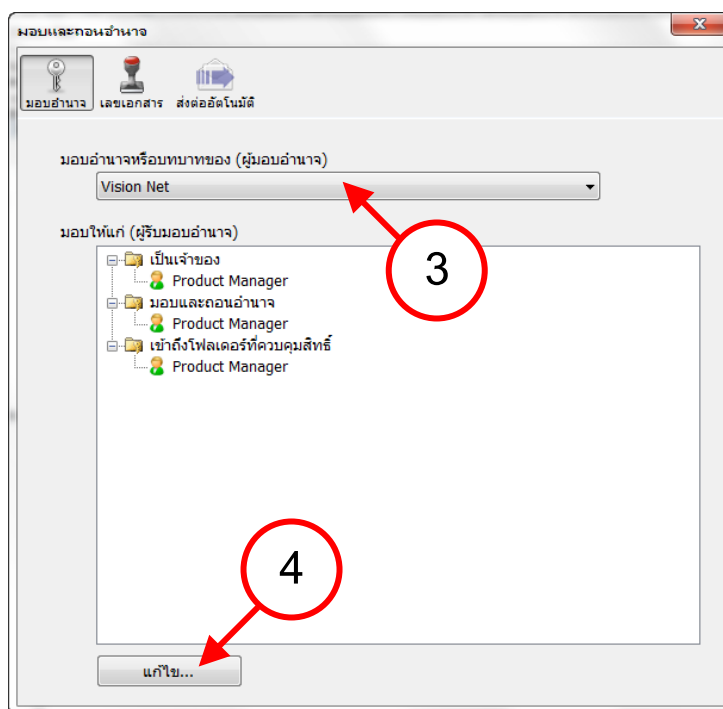 มอบและถอนอำนาจ
x
มอบอำนาจ เลขเอกสาร ส่งต่ออัตโนมัติ
มอบอำนาจหรือบทบาทของ (ผู้มอบอำนาจ)
Vision Net
3
มอบให้แก่ (ผู้รับมอบอำนาจ)
เป็นเจ้าของ
Product Manager
มอบและถอนอำนาจ
Product Manager
เข้าถึงโฟลเดอร์ที่ควบคุมสิทธิ์
Product Manager
4
แก้ไข...